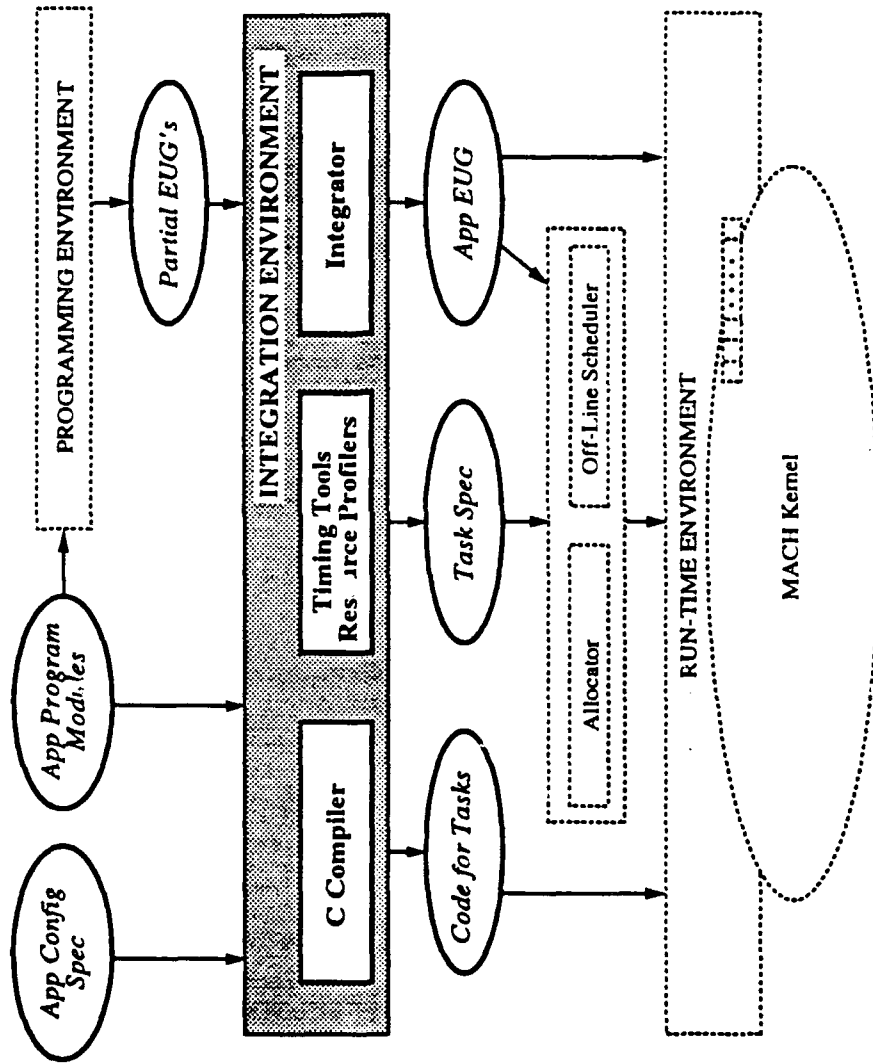 App Config
Spec
App Program
PROGRAMMING ENVIRONMENT
Partial EUG's
INTEGRATION ENVIRONMENT
C Compiler
Timing Tools
Profilers
Integrator
Code for Tasks
Task Spec
App EUG
Allocator
Off-Line Scheduler
RUN-TIME ENVIRONMENT
MACH Kernel